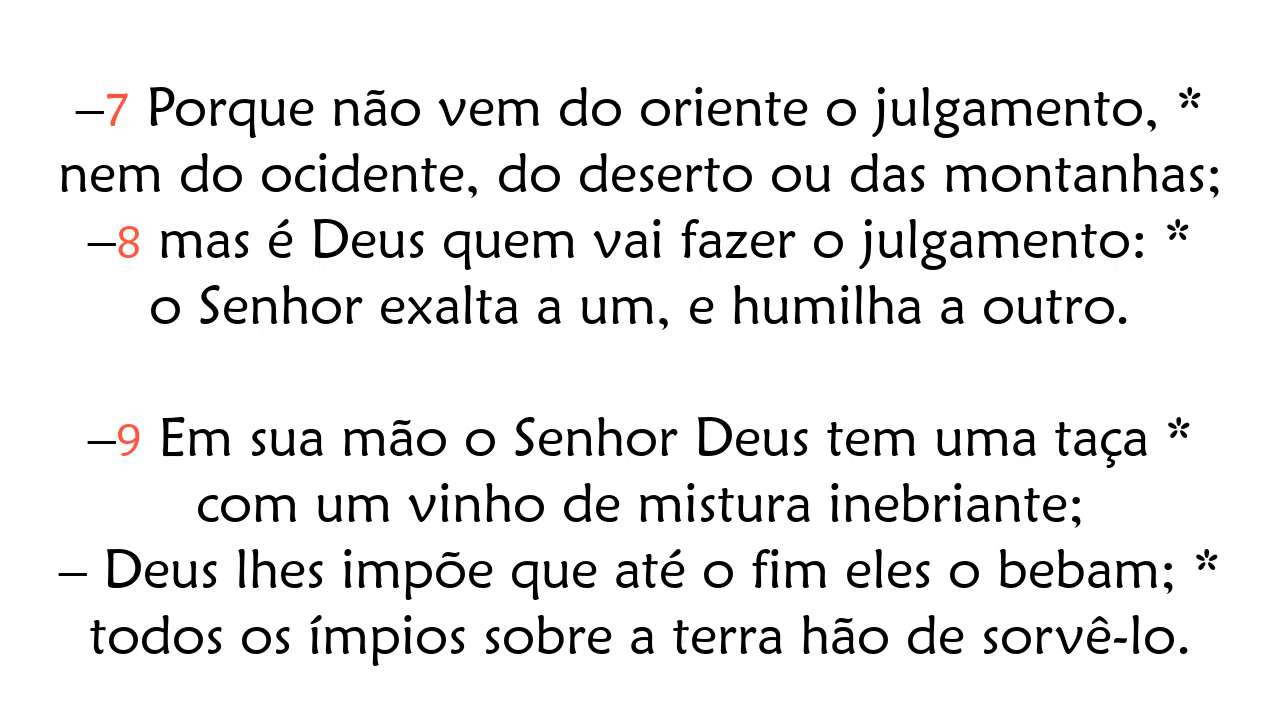 –7 Porque não vem do oriente o julgamento, *
nem do ocidente, do deserto ou das montanhas;
–8 mas é Deus quem vai fazer o julgamento: *
o Senhor exalta a um, e humilha a outro.
–9 Em sua mão o Senhor Deus tem uma taça *
com um vinho de mistura inebriante;
– Deus lhes impõe que até o fim eles o bebam; *
todos os ímpios sobre a terra hão de sorvê-lo.